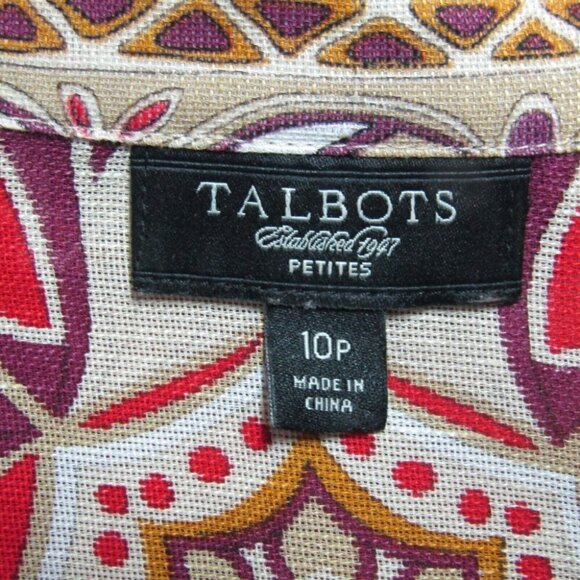 TALBOTS
Established 1947
PETITES
10P
MADE IN
CHINA